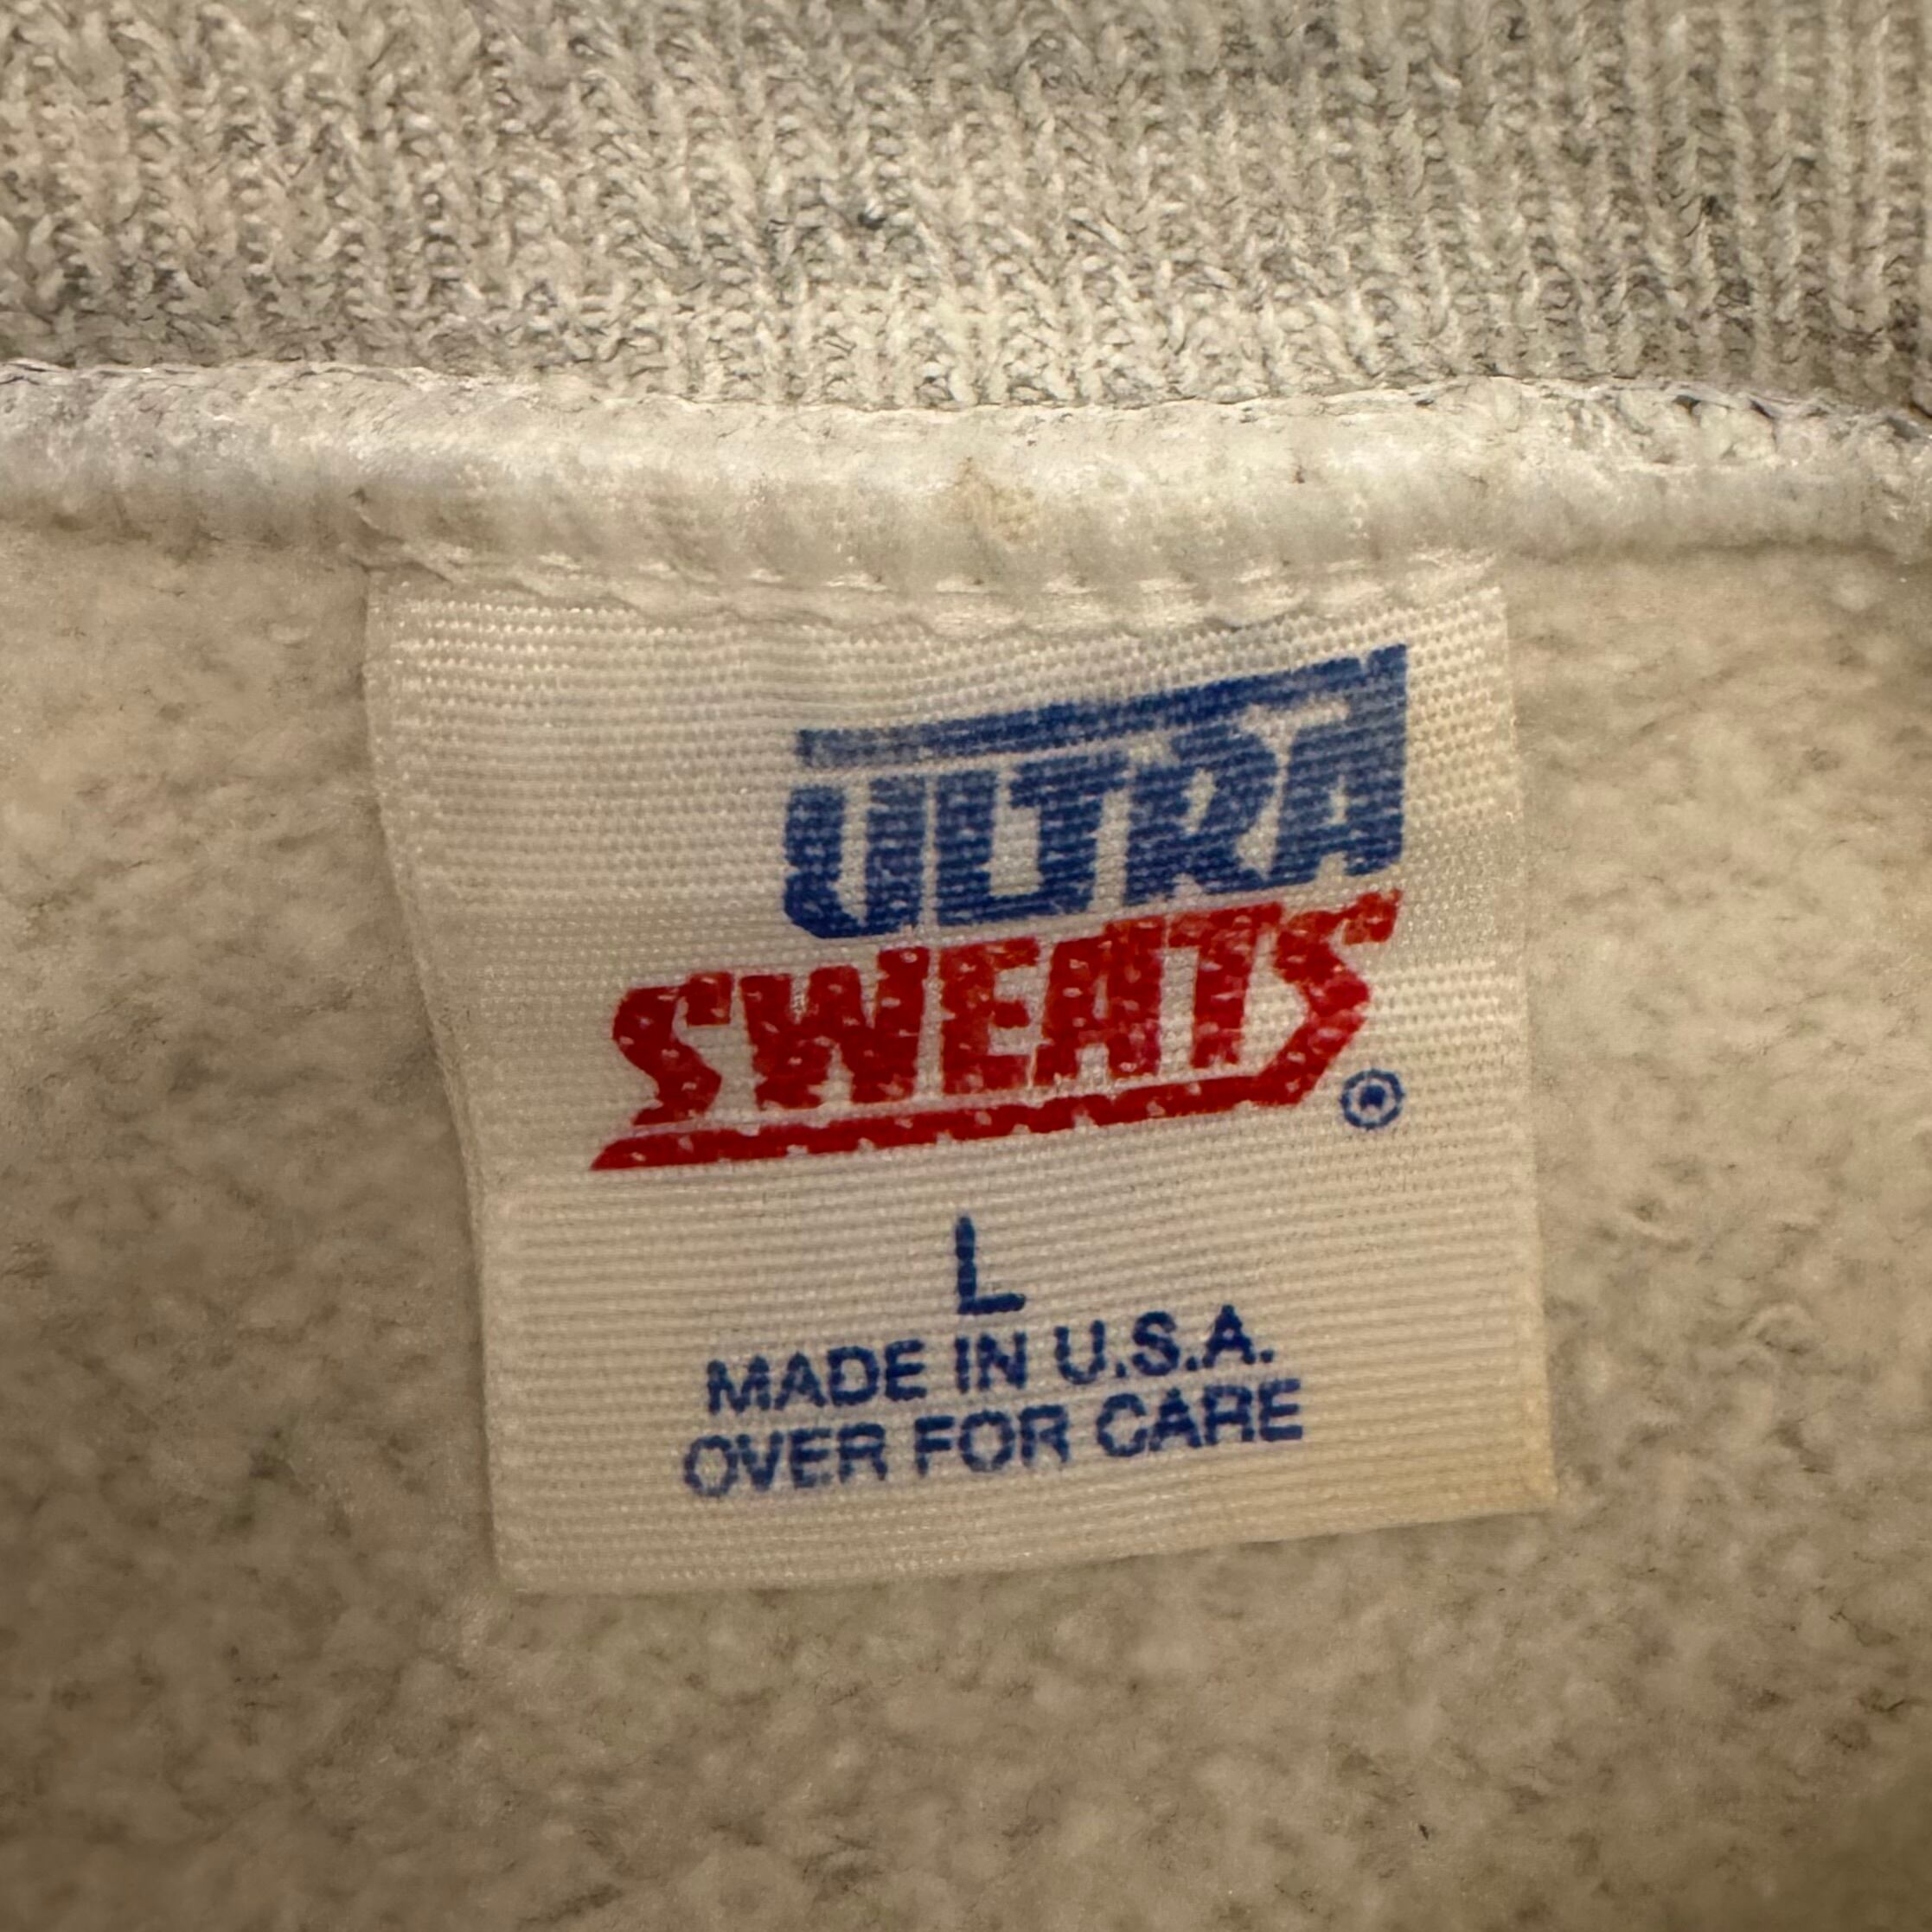 ULTRA
SWEATS®
L
MADE IN U.S.A.
OVER FOR CARE